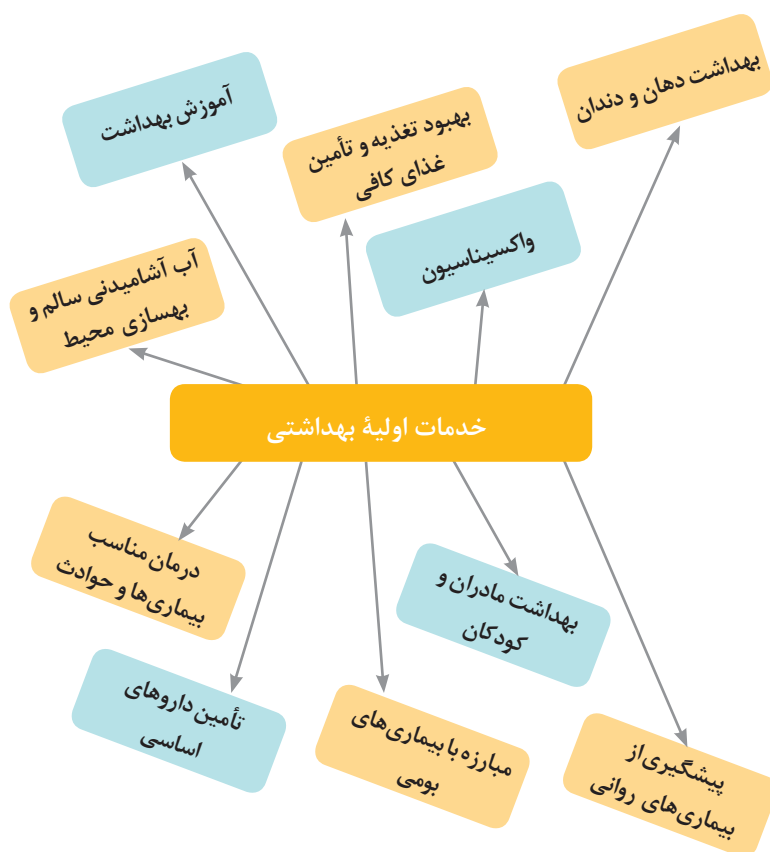 بهداشت دهان و دندان
بهبود تغذیه و تأمین
غذای کافی
آموزش بهداشت
واکسیناسیون
آب آشامیدنی سالم و
بهسازی محیط
خدمات اولیهٔ بهداشتی
درمان مناسب
بیماری‌ها و حوادث
بهداشت مادران و
کودکان
تأمین داروهای
اساسی
مبارزه با بیماری‌های
بومی
پیشگیری از
بیماری‌های روانی